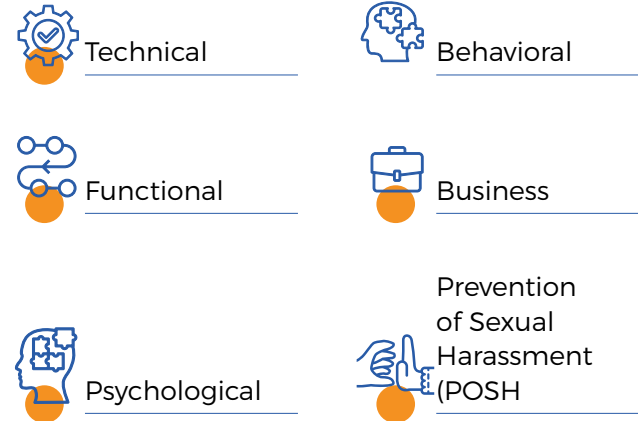 Technical
Behavioral
Functional
Business
Psychological
Prevention
of Sexual
Harassment
(POSH